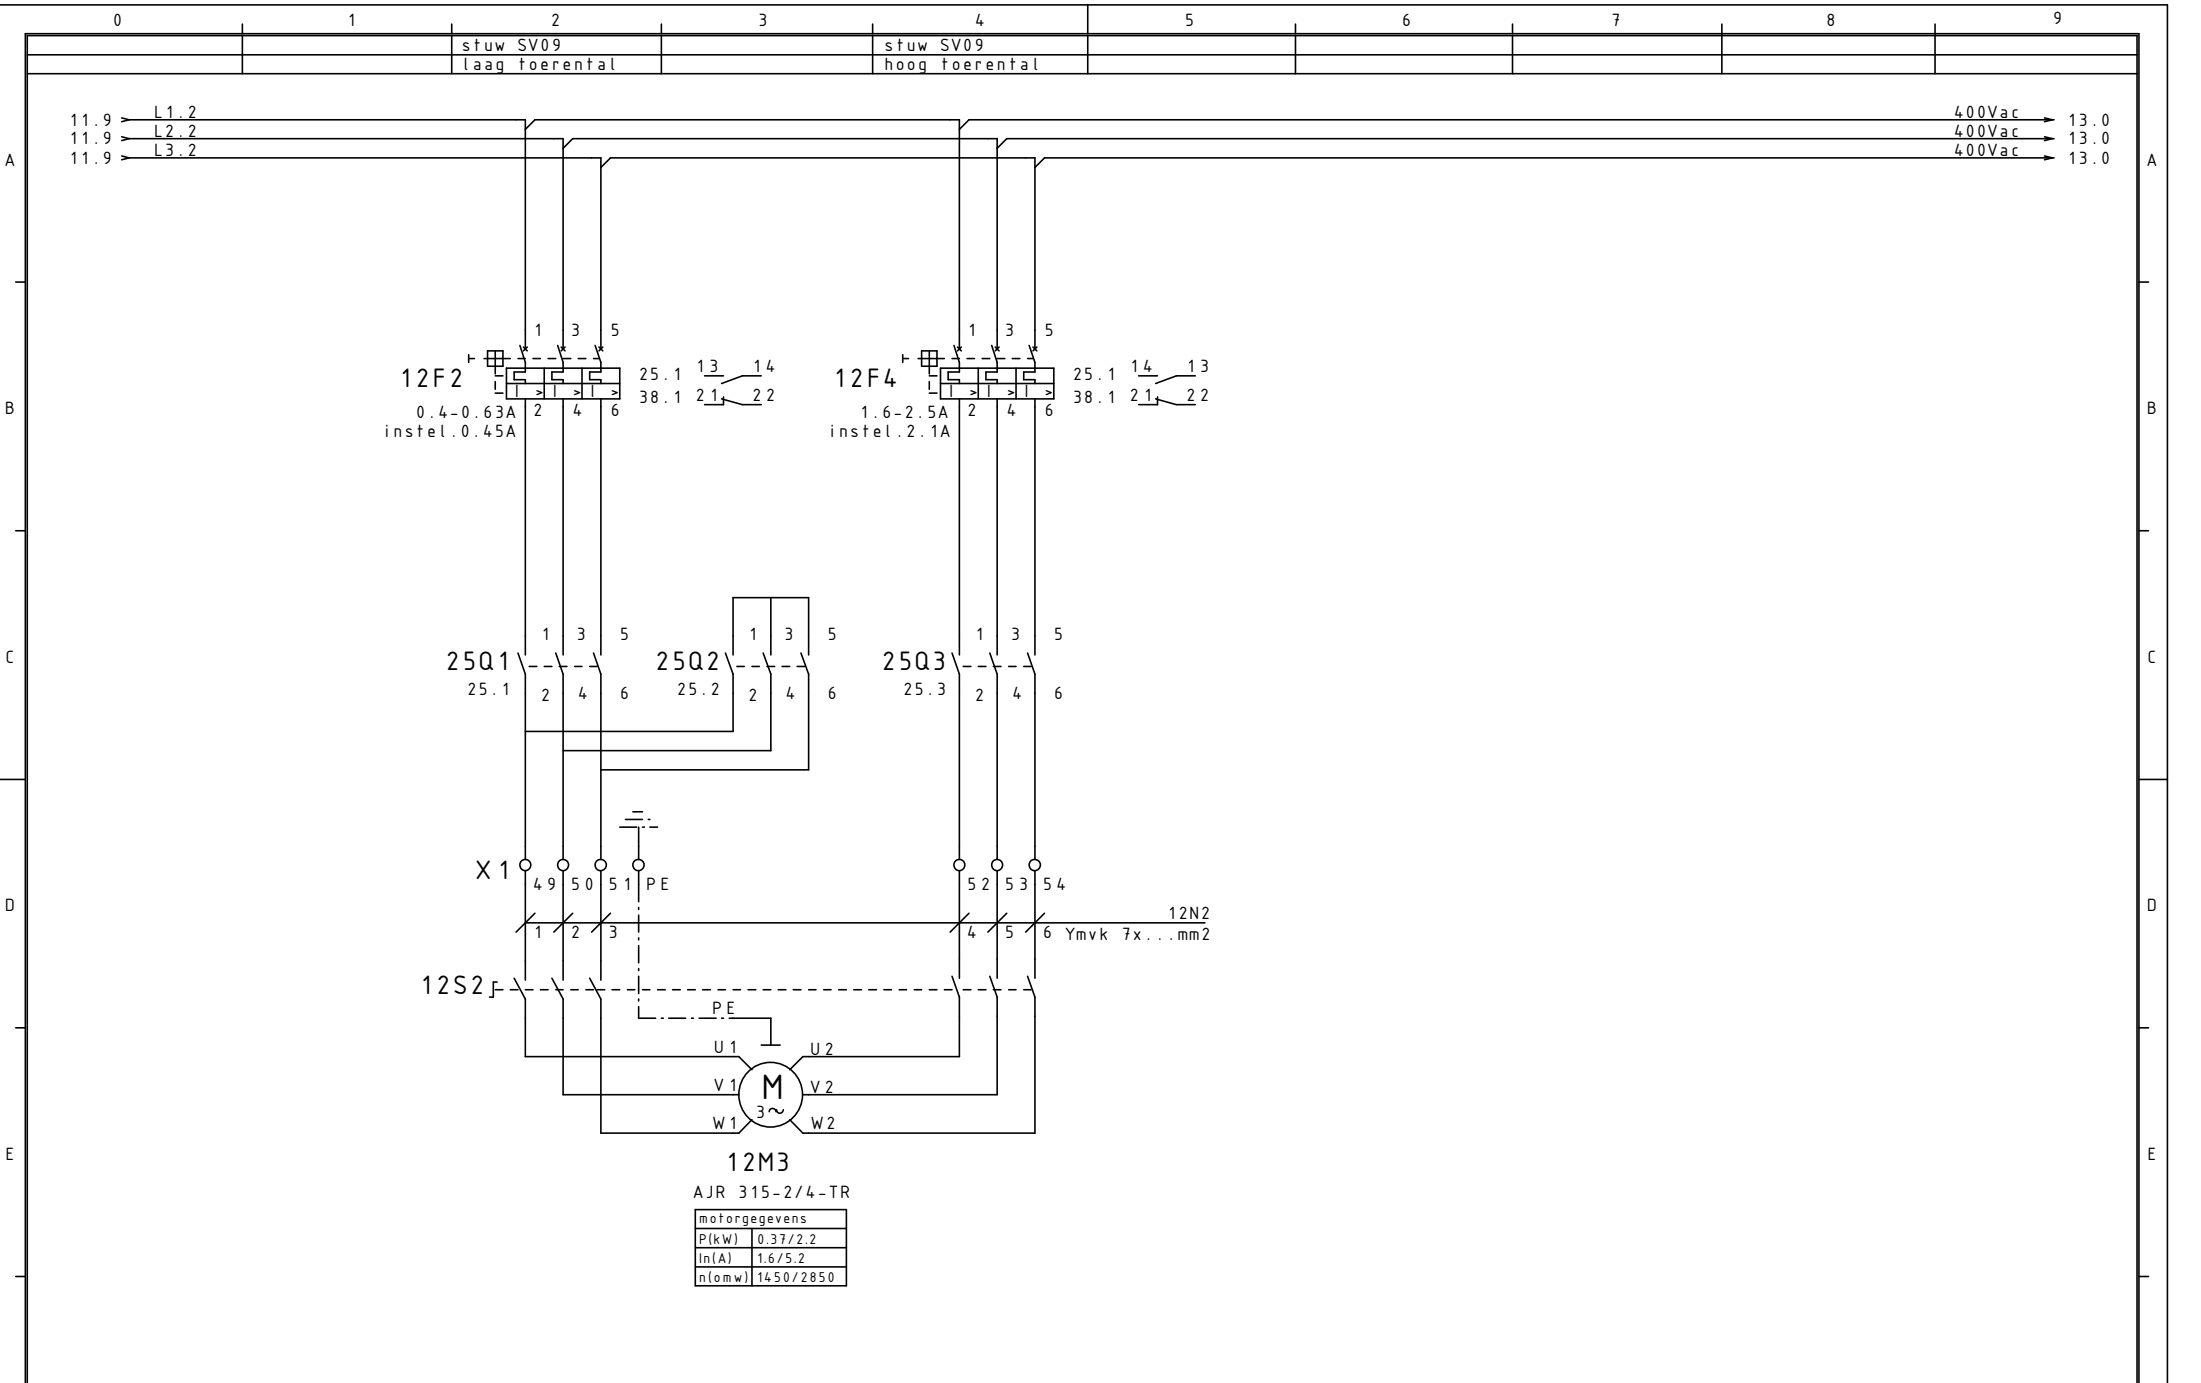 0 1 2 3 4 5 6 7 8 9
stuw SV09 stuw SV09
laag toerental hoog toerental
11.9 L1.2 400Vac 13.0
11.9 L2.2 400Vac 13.0
11.9 L3.2 400Vac 13.0
A A
1 3 5 1 3 5
12F2 25.1 13 14 12F4 25.1 14 13
> > > 38.1 21 22 > > > 38.1 21 22
B B
0.4-0.63A 2 4 6 1.6-2.5A 2 4 6
instel.0.45A instel.2.1A
1 3 5 1 3 5 1 3 5
C 25Q1 25Q2 25Q3 C
25.1 2 4 6 25.2 2 4 6 25.3 2 4 6
X1
49 50 51 PE 52 53 54
D D
12N2
1 2 3 4 5 6 Ymvk 7x...mm2
12S2
PE
U1 U2
V1 M V2
3~
W1 W2
E E
12M3
AJR 315-2/4-TR
motorgegevens
P(kW) 0.37/2.2
In(A) 1.6/5.2
n(omw) 1450/2850